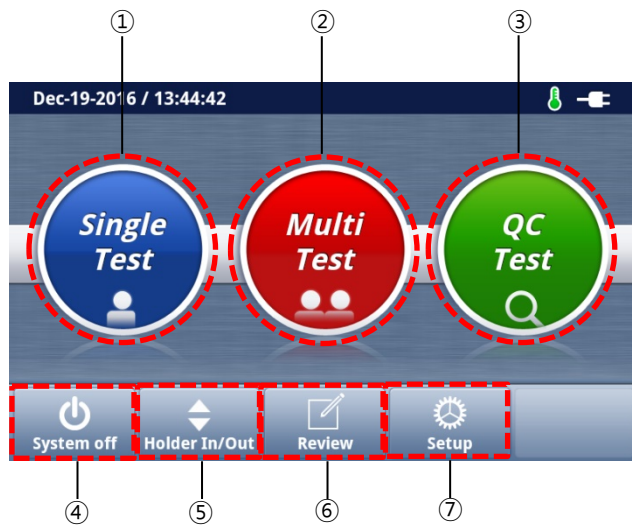 ① ② ③
Dec-19-2016 / 13:44:42
Single
Test
Multi
Test
QC
Test
System off
Holder In/Out
Review
Setup
④ ⑤ ⑥ ⑦